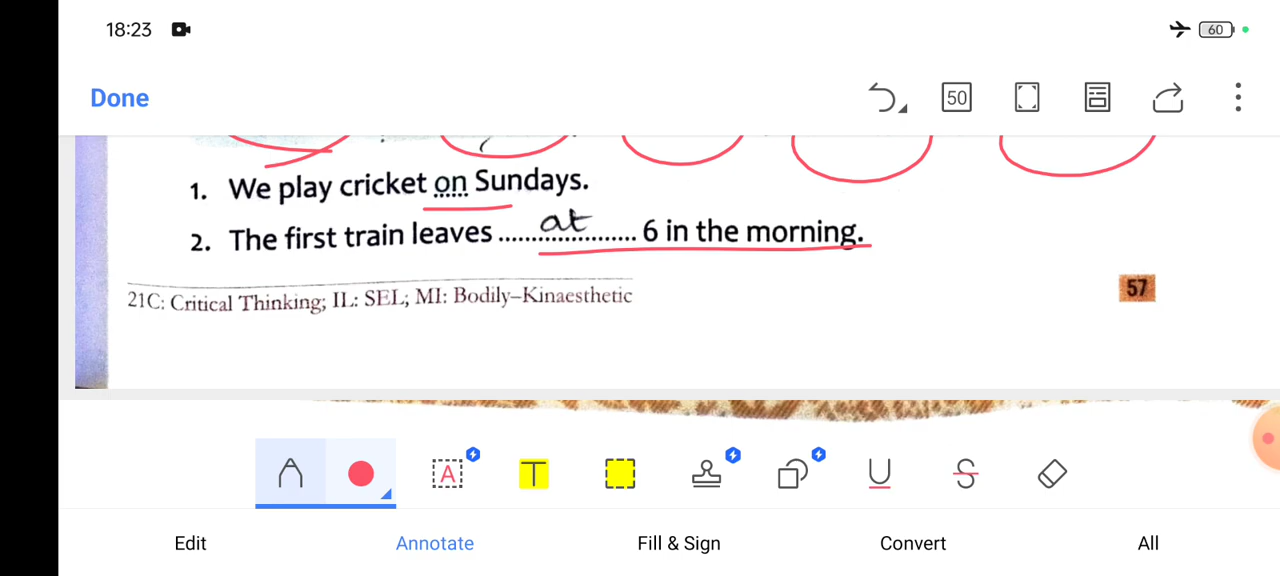 18:23
60
Done
50
1. We play cricket on Sundays.
2. The first train leaves ........at........ 6 in the morning.
21C: Critical Thinking; IL: SEL; MI: Bodily–Kinaesthetic
57
A T U S
Edit Annotate Fill & Sign Convert All